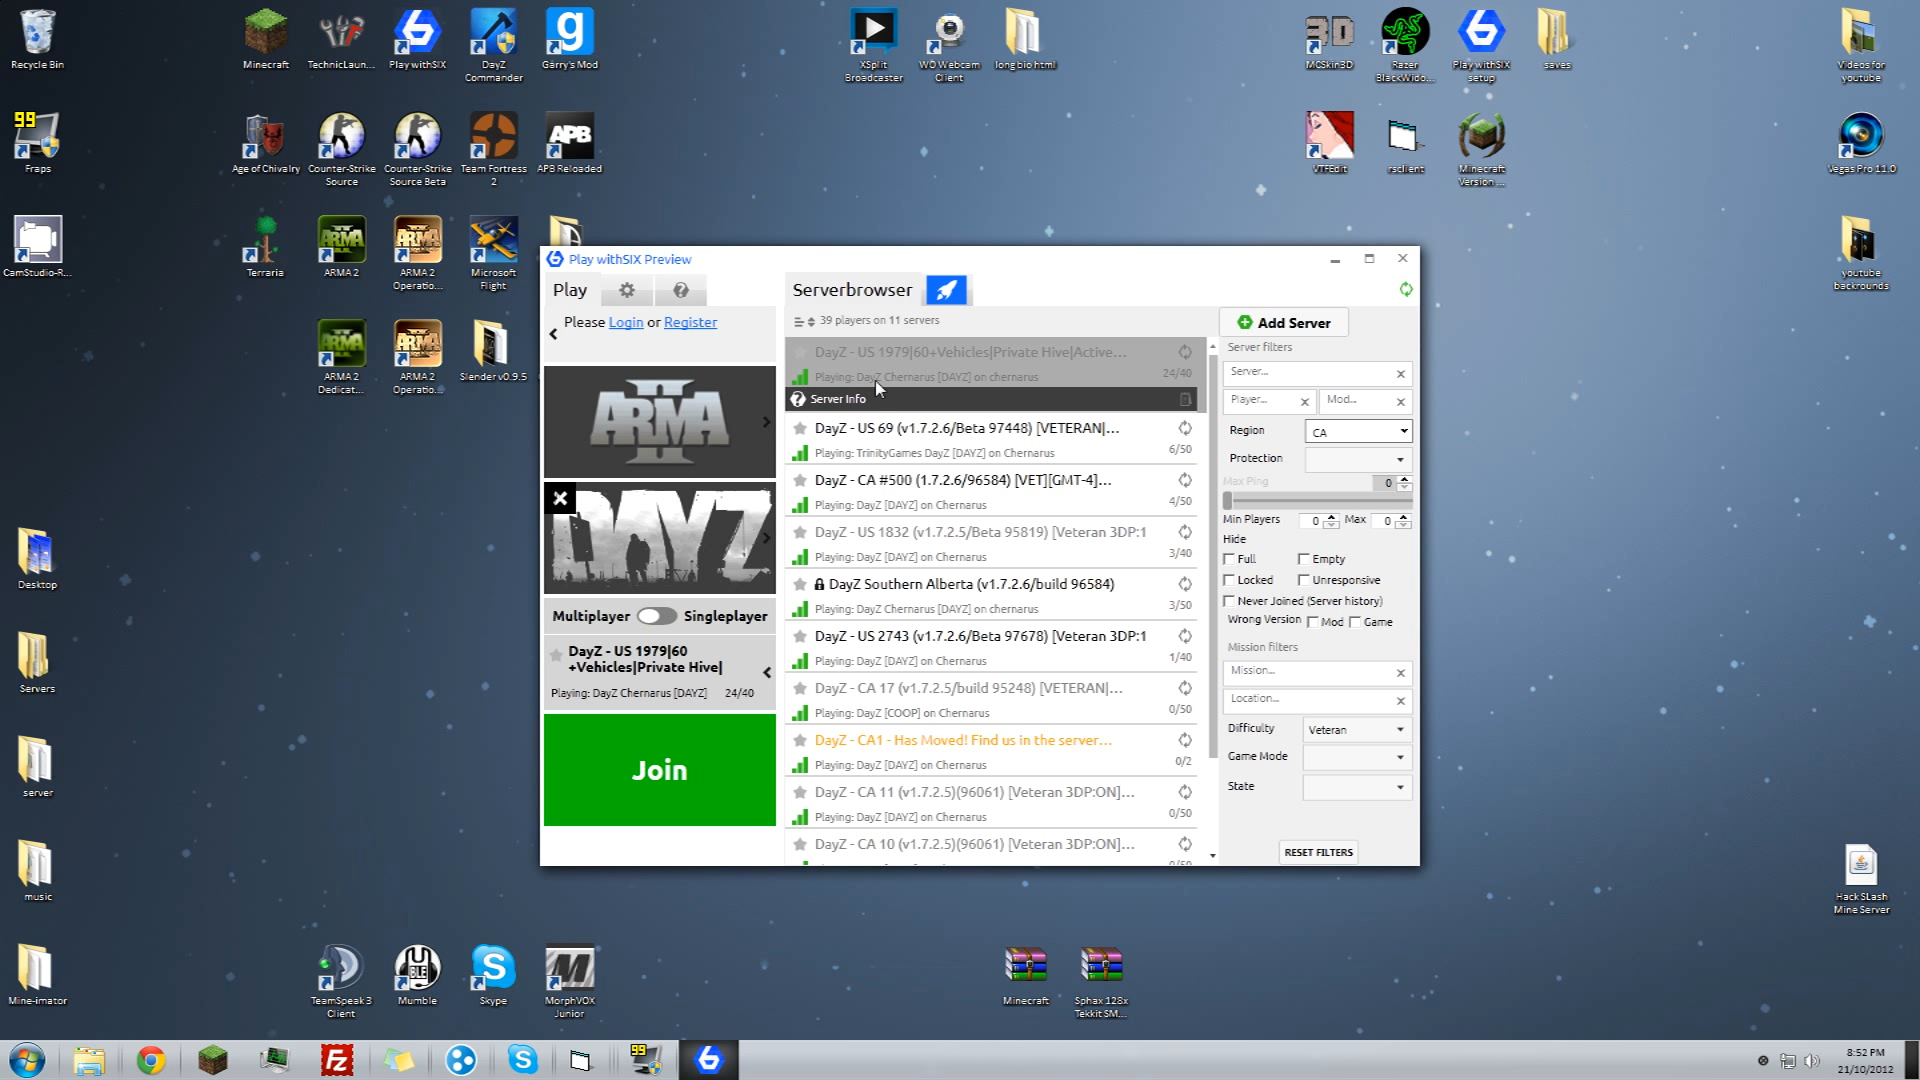 Recycle Bin
Minecraft
TechnicLaun...
Play withSIX
DayZ Commander
Garry's Mod
XSplit Broadcaster
WO Webcam Client
long bio html
MCSkin3D
Razer BlackWido...
Play withSIX setup
saves
Videos for youtube
99
Fraps
Age of Chivalry
Counter-Strike Source
Counter-Strike Source Beta
Team Fortress 2
APB
APB Reloaded
VTFEdit
rsclient
Minecraft Version ...
Vegas Pro 11.0
CamStudio-R...
Terraria
ARMA 2
ARMA 2 Operatio...
Microsoft Flight
youtube backrounds
ARMA 2 Dedicat...
ARMA 2 Operatio...
Slender v0.9.5
Desktop
Servers
server
music
Mine-imator
TeamSpeak 3 Client
Mumble
Skype
MorphVOX Junior
Minecraft
Sphax 128x Tekkit SM...
Hack SLash Mine Server
Play withSIX Preview
Play
Please Login or Register
ARMA II
DAYZ
Multiplayer
Singleplayer
DayZ - US 1979|60
+Vehicles|Private Hive|
Playing: DayZ Chernarus [DAYZ] 24/40
Join
Serverbrowser
39 players on 11 servers
DayZ - US 1979|60+Vehicles|Private Hive|Active...
Playing: DayZ Chernarus [DAYZ] on chernarus 24/40
Server Info
DayZ - US 69 (v1.7.2.6/Beta 97448) [VETERAN|...
Playing: TrinityGames DayZ [DAYZ] on Chernarus 6/50
DayZ - CA #500 (1.7.2.6/96584) [VET][GMT-4]...
Playing: DayZ [DAYZ] on Chernarus 4/50
DayZ - US 1832 (v1.7.2.5/Beta 95819) [Veteran 3DP:1
Playing: DayZ [DAYZ] on Chernarus 3/40
DayZ Southern Alberta (v1.7.2.6/build 96584)
Playing: DayZ Chernarus [DAYZ] on chernarus 3/50
DayZ - US 2743 (v1.7.2.6/Beta 97678) [Veteran 3DP:1
Playing: DayZ [DAYZ] on Chernarus 1/40
DayZ - CA 17 (v1.7.2.5/build 95248) [VETERAN|...
Playing: DayZ [COOP] on Chernarus 0/50
DayZ - CA1 - Has Moved! Find us in the server...
Playing: DayZ [DAYZ] on Chernarus 0/2
DayZ - CA 11 (v1.7.2.5)(96061) [Veteran 3DP:ON]...
Playing: DayZ [DAYZ] on Chernarus 0/50
DayZ - CA 10 (v1.7.2.5)(96061) [Veteran 3DP:ON]...
Add Server
Server filters
Server...
Player...
Mod...
Region CA
Protection
Max Ping 0
Min Players 0 Max 0
Hide
Full Empty
Locked Unresponsive
Never Joined (Server history)
Wrong Version Mod Game
Mission filters
Mission...
Location...
Difficulty Veteran
Game Mode
State
RESET FILTERS
99
8:52 PM
21/10/2012